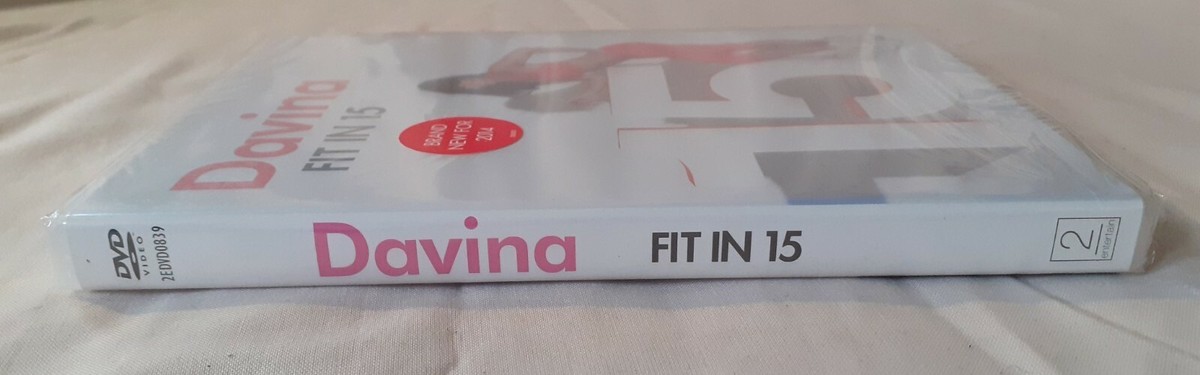 Davina
FIT IN 15
BRAND
NEW FOR
2014
DVD
VIDEO
2EDVD0839
Davina
FIT IN 15
2
entertain